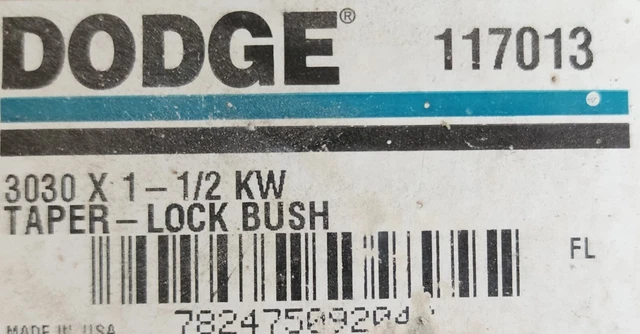 DODGE® 117013
3030 X 1-1/2 KW
TAPER-LOCK BUSH
FL
MADE IN USA